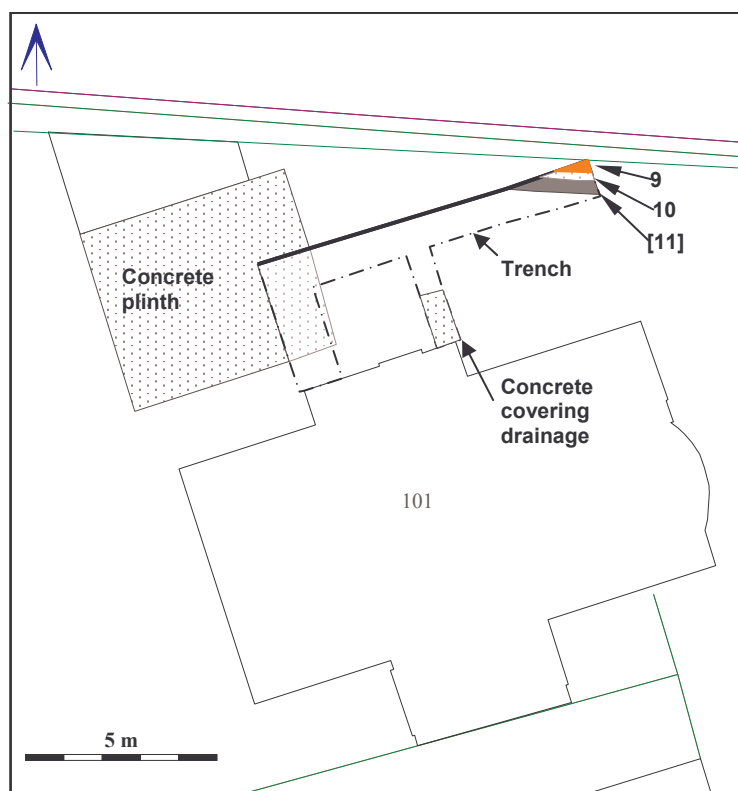 9
10
[11]
Trench
Concrete
plinth
Concrete
covering
drainage
101
5 m